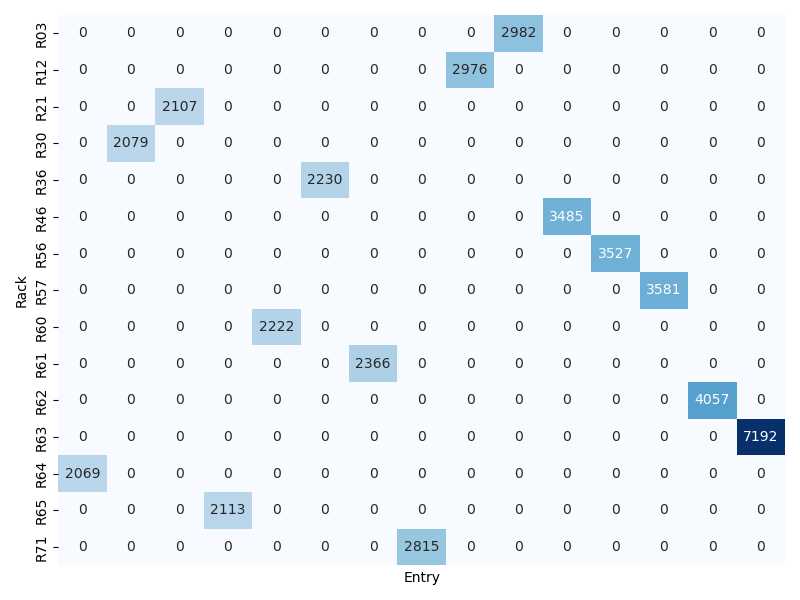 R03 0 0 0 0 0 0 0 0 0 2982 0 0 0 0 0
R12 0 0 0 0 0 0 0 0 2976 0 0 0 0 0 0
R21 0 0 2107 0 0 0 0 0 0 0 0 0 0 0 0
R30 0 2079 0 0 0 0 0 0 0 0 0 0 0 0 0
R36 0 0 0 0 0 2230 0 0 0 0 0 0 0 0 0
R46 0 0 0 0 0 0 0 0 0 0 3485 0 0 0 0
R56 0 0 0 0 0 0 0 0 0 0 0 3527 0 0 0
R57 0 0 0 0 0 0 0 0 0 0 0 0 3581 0 0
R60 0 0 0 0 2222 0 0 0 0 0 0 0 0 0 0
R61 0 0 0 0 0 0 2366 0 0 0 0 0 0 0 0
R62 0 0 0 0 0 0 0 0 0 0 0 0 0 4057 0
R63 0 0 0 0 0 0 0 0 0 0 0 0 0 0 7192
R64 2069 0 0 0 0 0 0 0 0 0 0 0 0 0 0
R65 0 0 0 2113 0 0 0 0 0 0 0 0 0 0 0
R71 0 0 0 0 0 0 0 2815 0 0 0 0 0 0 0
Rack
Entry